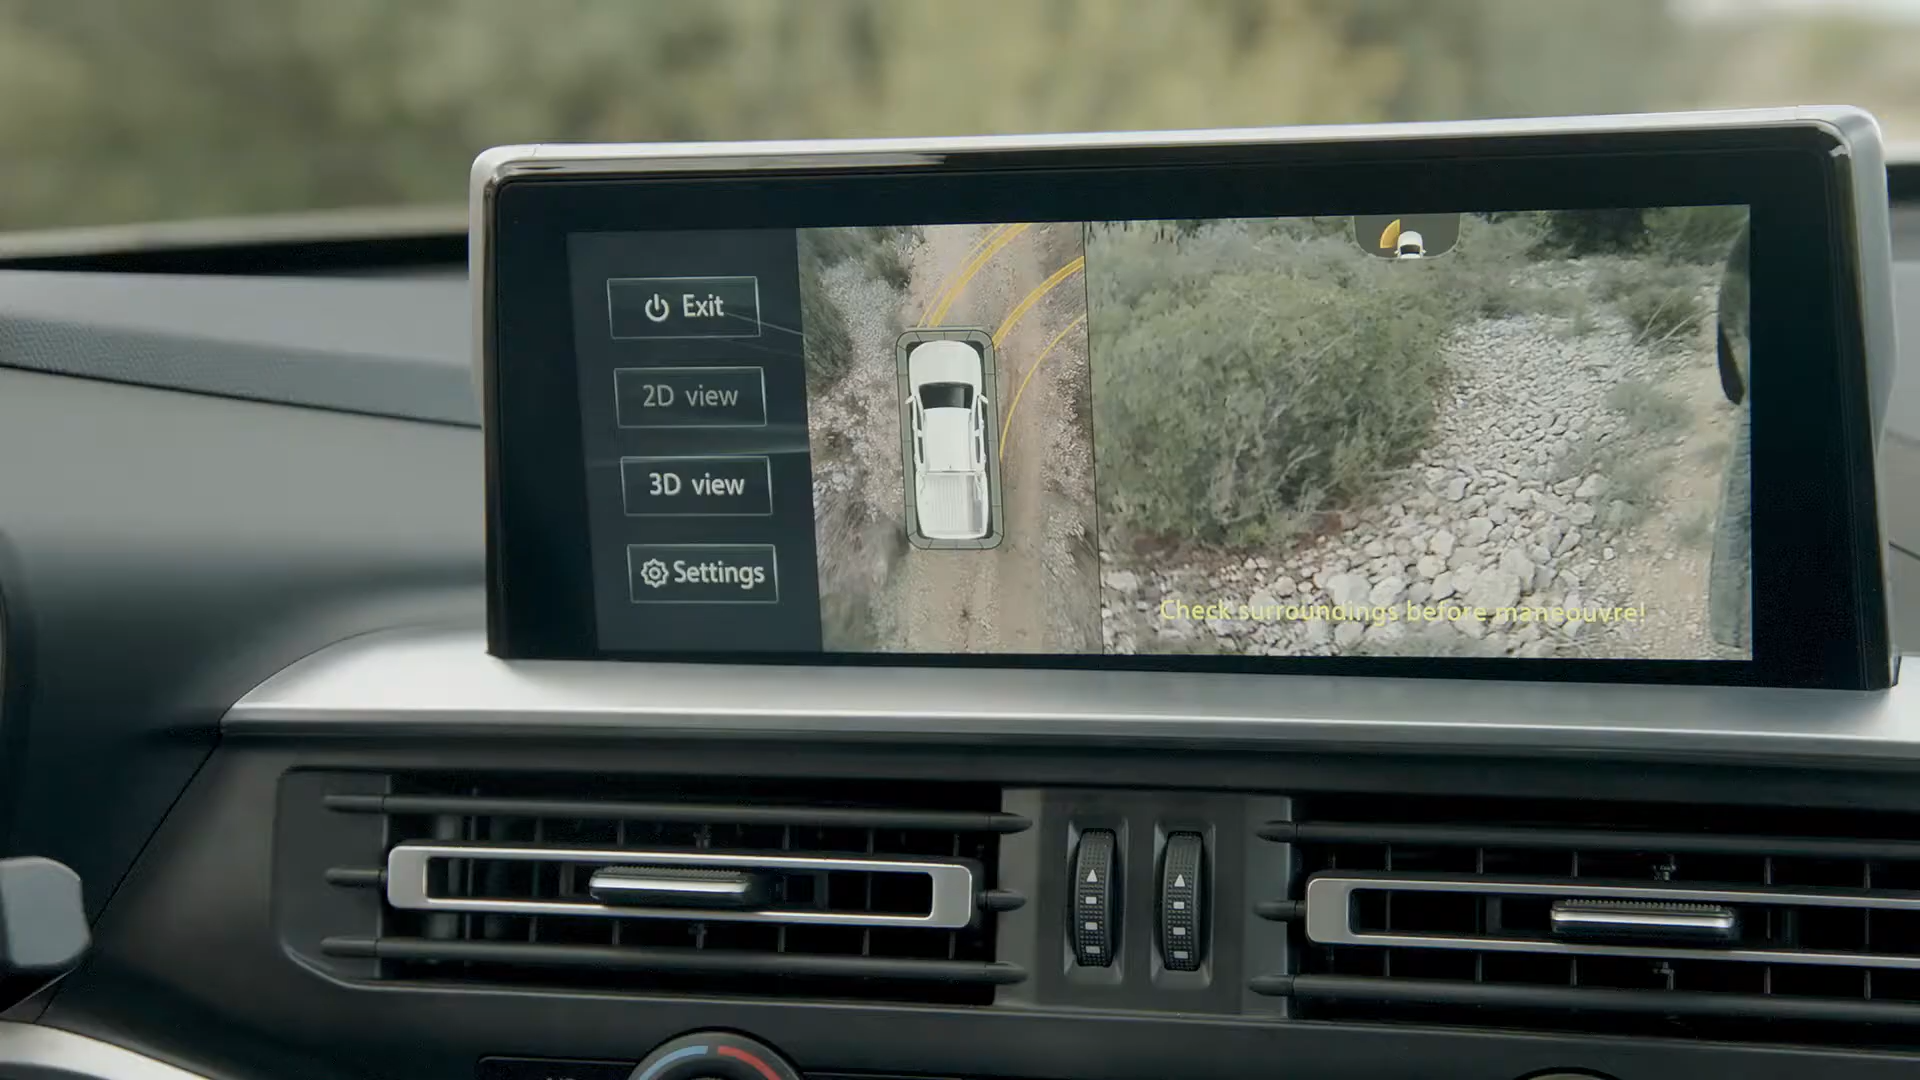 Exit
2D view
3D view
Settings
Check surroundings before maneouvre!